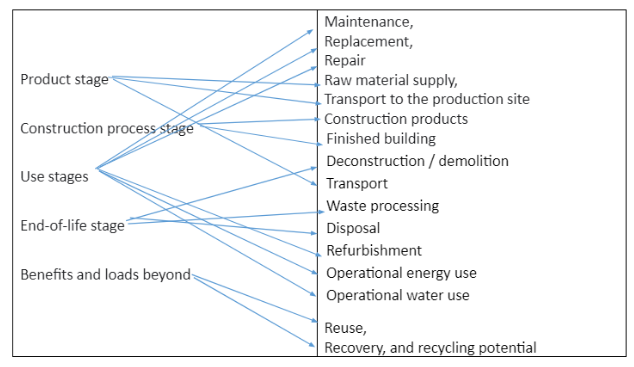 Product stage
Construction process stage
Use stages
End-of-life stage
Benefits and loads beyond
Maintenance,
Replacement,
Repair
Raw material supply,
Transport to the production site
Construction products
Finished building
Deconstruction / demolition
Transport
Waste processing
Disposal
Refurbishment
Operational energy use
Operational water use
Reuse,
Recovery, and recycling potential